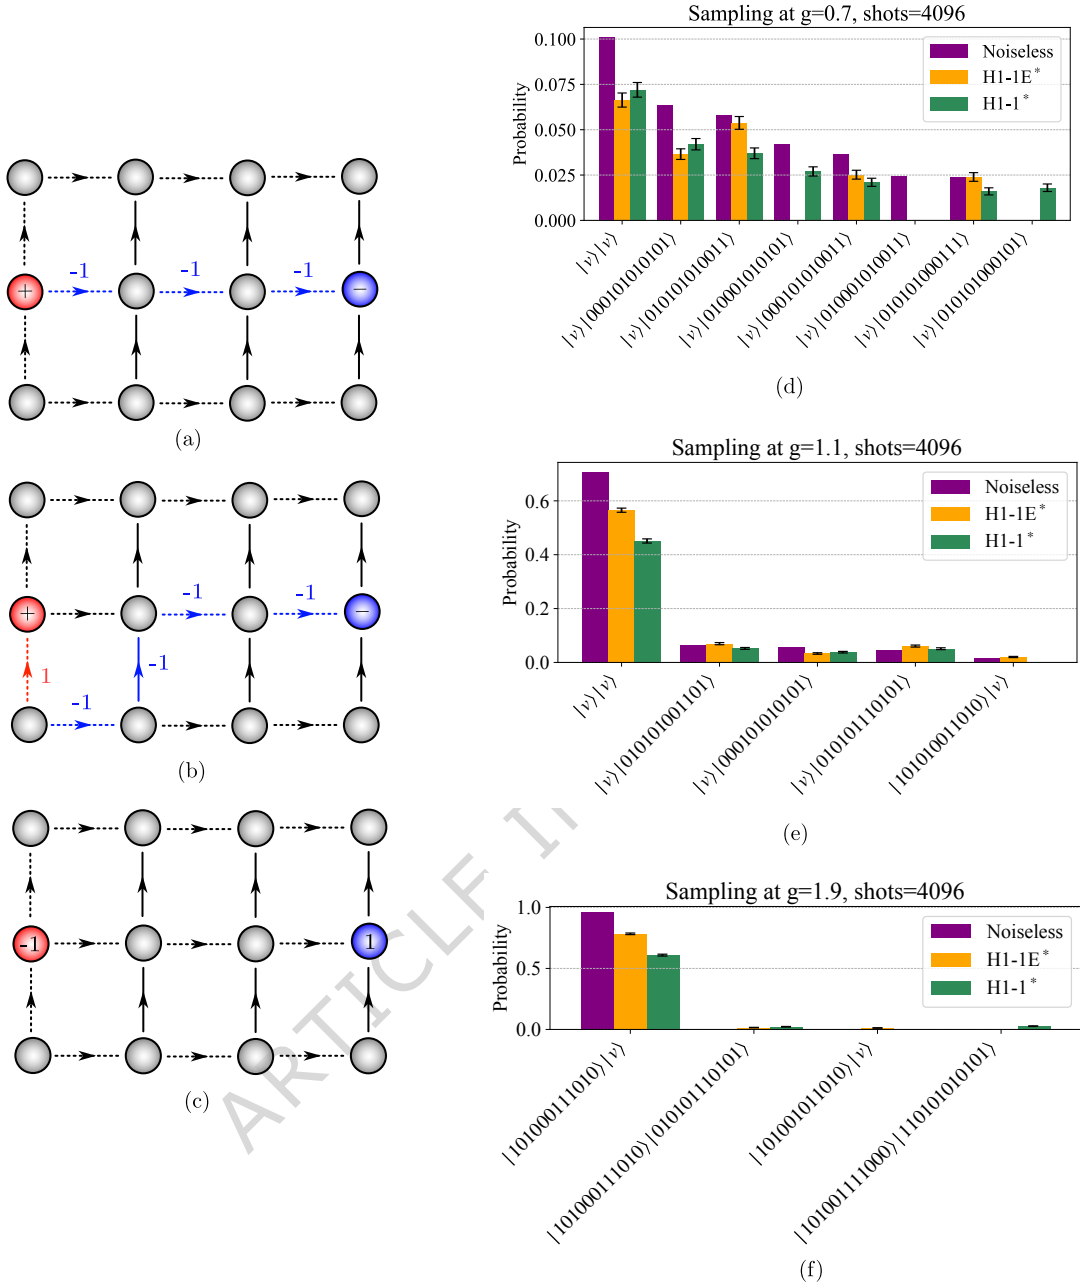 +
-1
-1
-1
−
(a)
+
-1
-1
−
1
-1
-1
(b)
-1
1
(c)
ARTICLE I
Sampling at g=0.7, shots=4096
Probability
0.100
0.075
0.050
0.025
0.000
Noiseless
H1-1E*
H1-1*
|v⟩|v⟩
|v⟩|000101010101⟩
|v⟩|010101010011⟩
|v⟩|010001010101⟩
|v⟩|000101010011⟩
|v⟩|010001010011⟩
|v⟩|010101000111⟩
|v⟩|010101000101⟩
(d)
Sampling at g=1.1, shots=4096
Probability
0.6
0.4
0.2
0.0
Noiseless
H1-1E*
H1-1*
|v⟩|v⟩
|v⟩|010101001101⟩
|v⟩|000101010101⟩
|v⟩|010101110101⟩
|101010011010⟩|v⟩
(e)
Sampling at g=1.9, shots=4096
Probability
1.0
0.5
0.0
Noiseless
H1-1E*
H1-1*
|101000111010⟩|v⟩
|101000111010⟩|010101110101⟩
|101001011010⟩|v⟩
|101001111000⟩|110101010101⟩
(f)